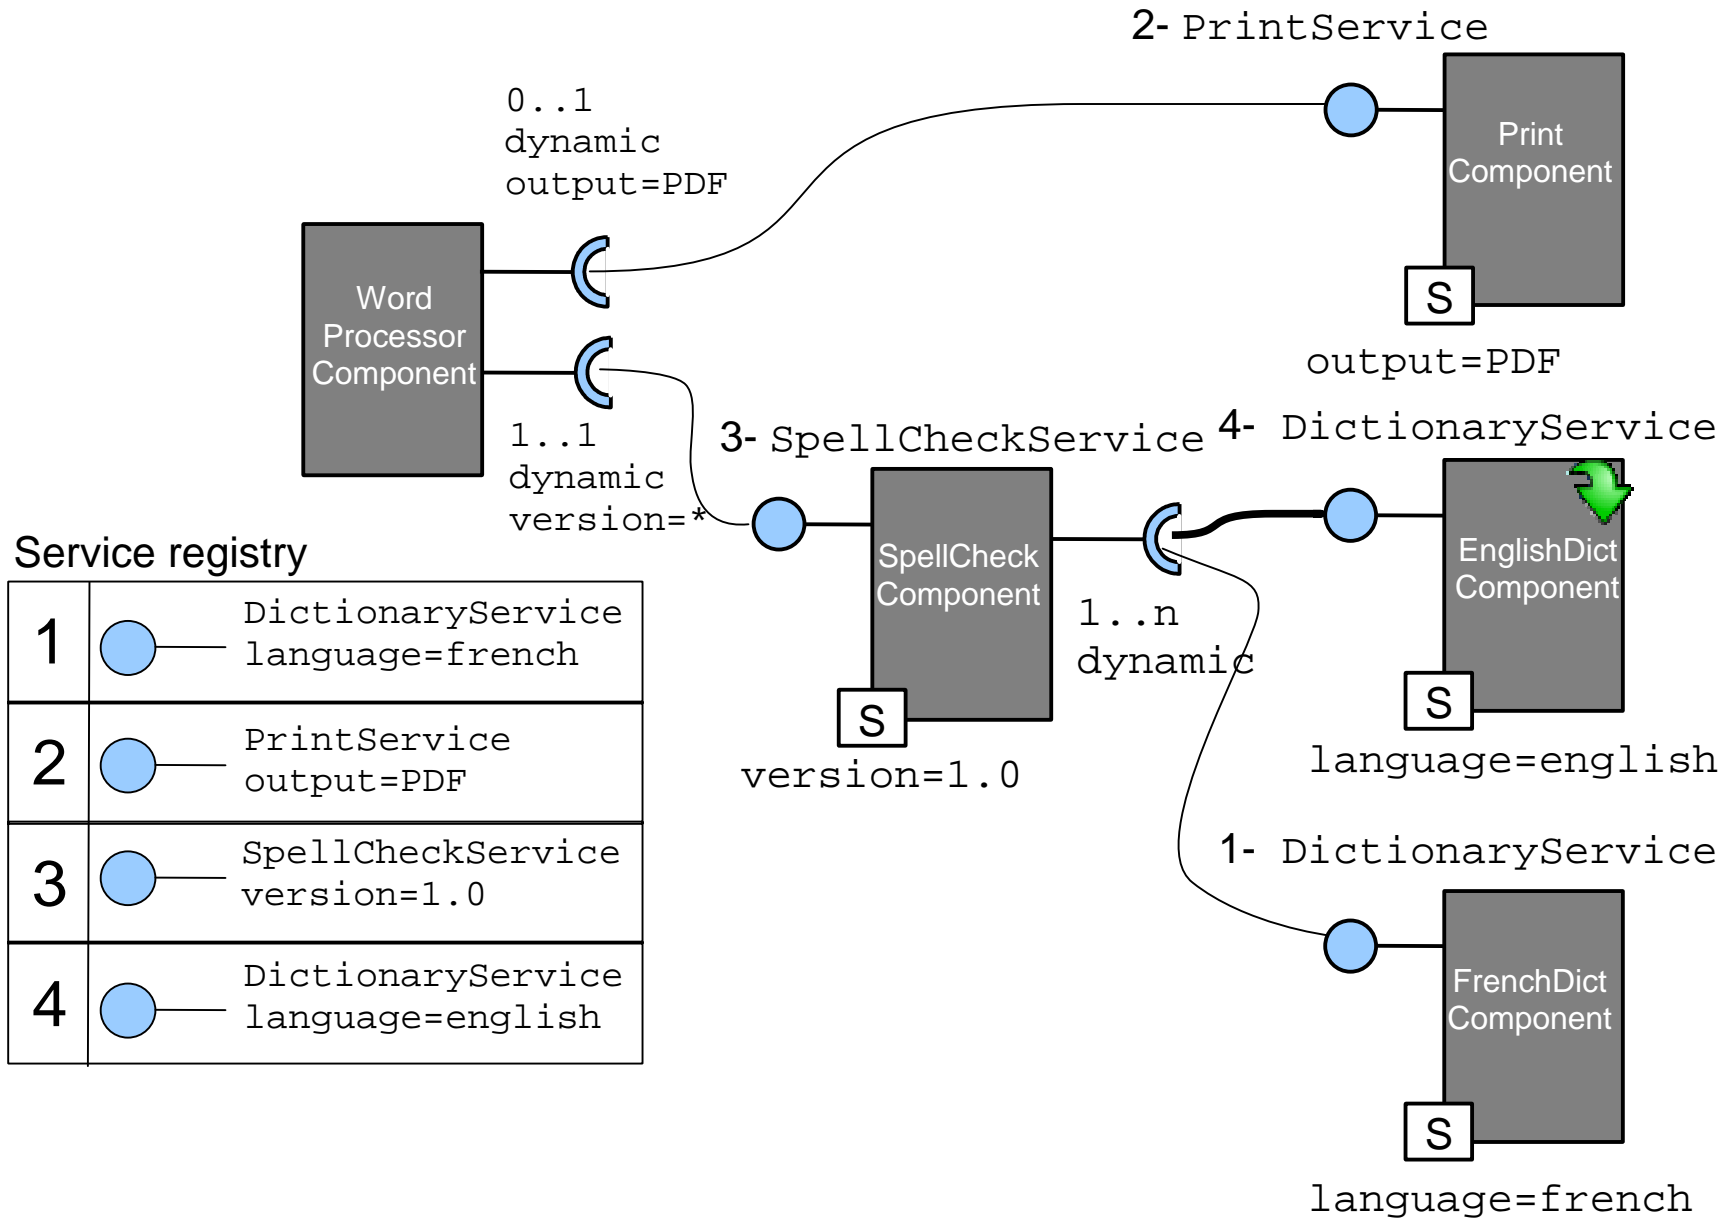 2- PrintService
0..1
dynamic
output=PDF
Print
Component
S
output=PDF
Word
Processor
Component
1..1
dynamic
version=*
3- SpellCheckService
SpellCheck
Component
S
version=1.0
1..n
dynamic
4- DictionaryService
EnglishDict
Component
S
language=english
1- DictionaryService
FrenchDict
Component
S
language=french
Service registry
1
DictionaryService
language=french
2
PrintService
output=PDF
3
SpellCheckService
version=1.0
4
DictionaryService
language=english